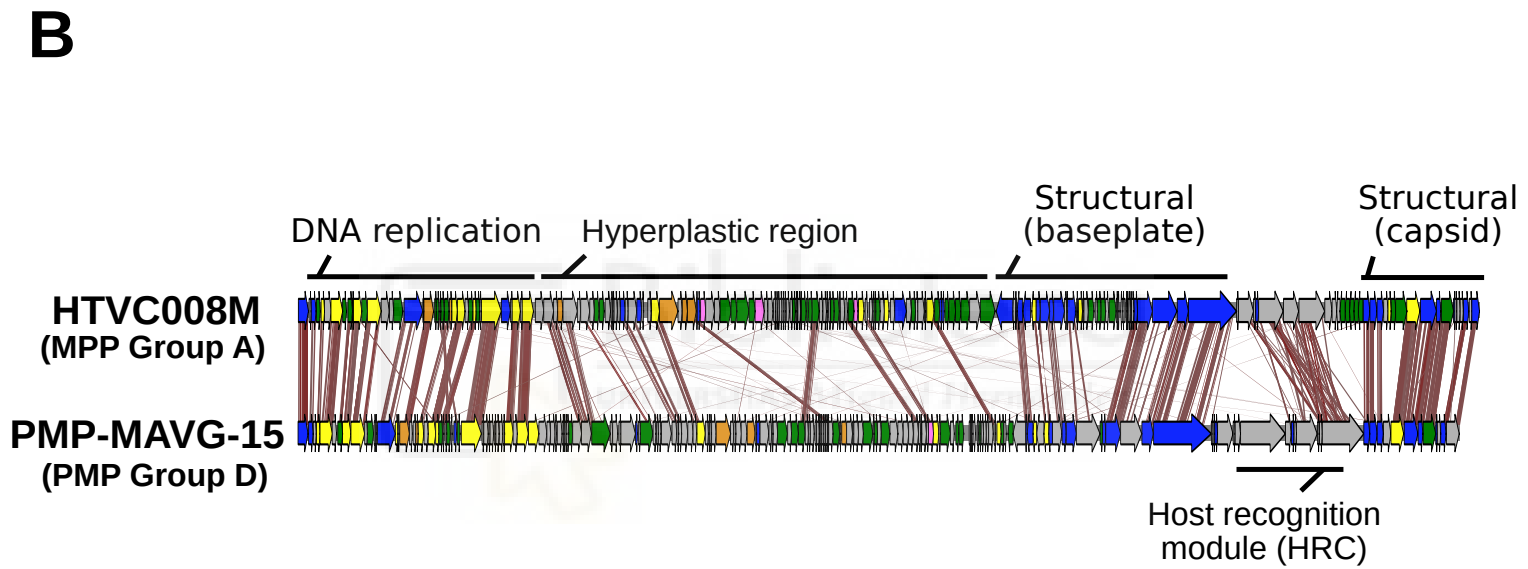 B
Structural
(baseplate)
Structural
(capsid)
DNA replication
Hyperplastic region
HTVC008M
(MPP Group A)
PMP-MAVG-15
(PMP Group D)
Host recognition
module (HRC)